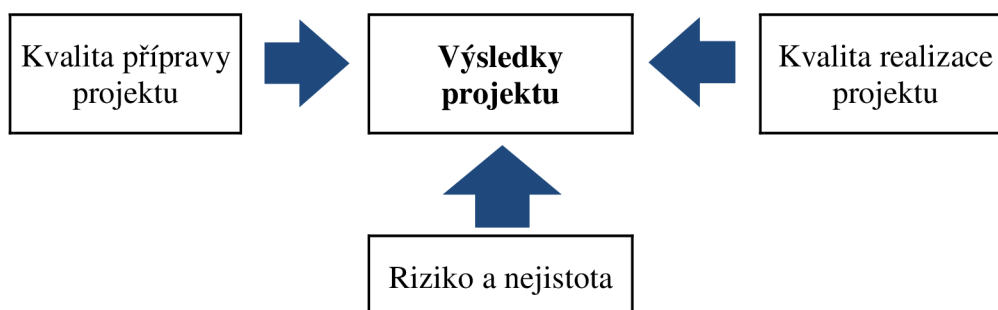 Kvalita přípravy
projektu
Výsledky
projektu
Kvalita realizace
projektu
Riziko a nejistota